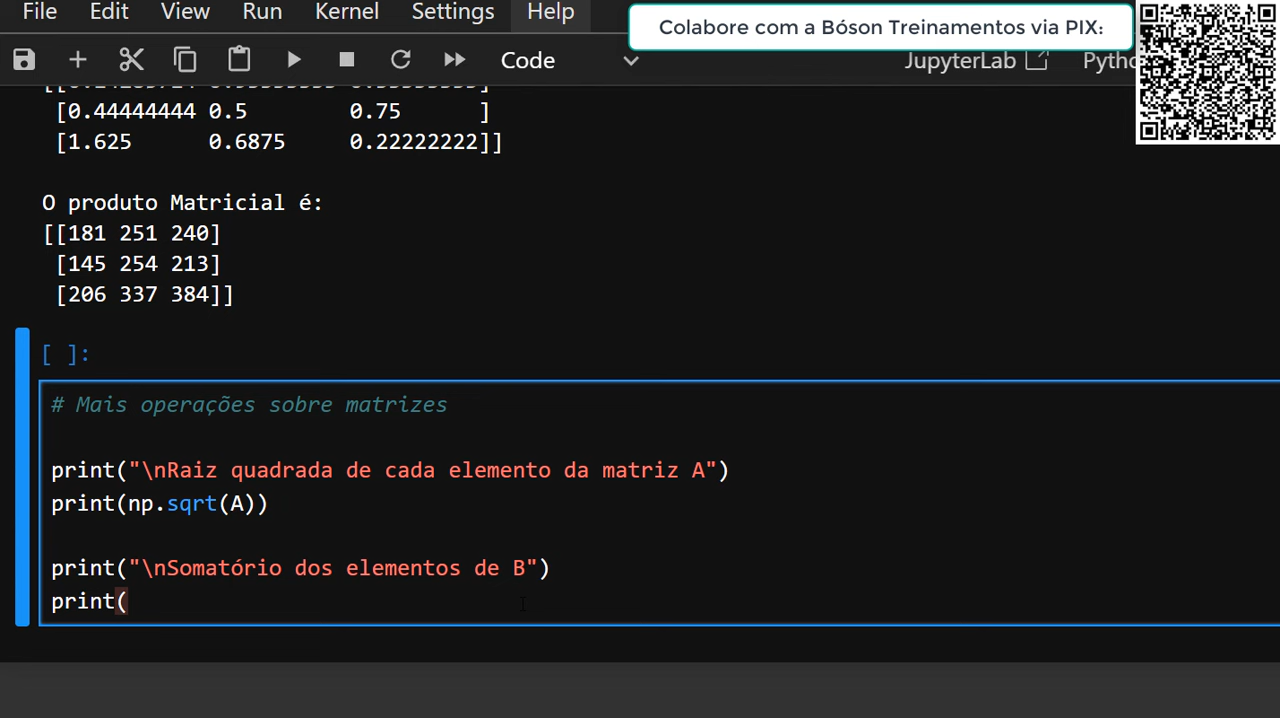 File Edit View Run Kernel Settings Help
Colabore com a Bóson Treinamentos via PIX:
Code JupyterLab
[0.44444444 0.5 0.75 ]
[1.625 0.6875 0.22222222]]
O produto Matricial é:
[[181 251 240]
[145 254 213]
[206 337 384]]
[ ]:
# Mais operações sobre matrizes
print("\nRaiz quadrada de cada elemento da matriz A")
print(np.sqrt(A))
print("\nSomatório dos elementos de B")
print(